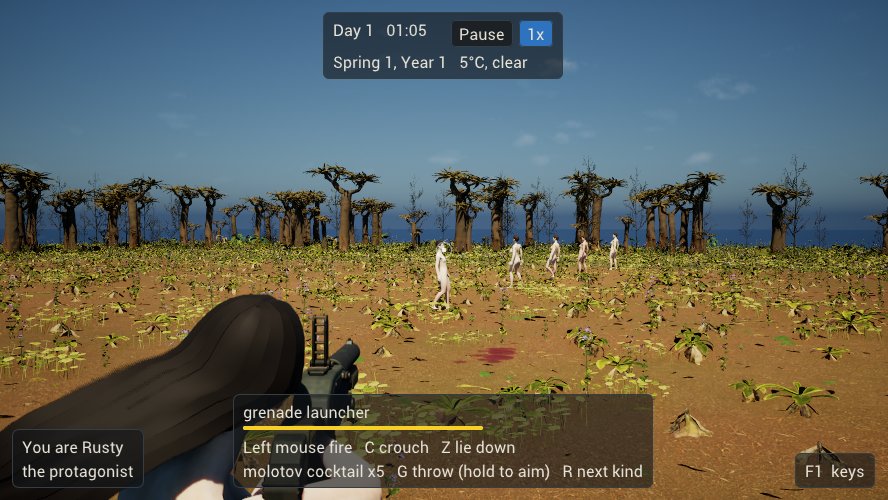 Day 1 01:05 Pause 1x
Spring 1, Year 1 5°C, clear
grenade launcher
Left mouse fire C crouch Z lie down
molotov cocktail x5 G throw (hold to aim) R next kind
You are Rusty
the protagonist
F1 keys